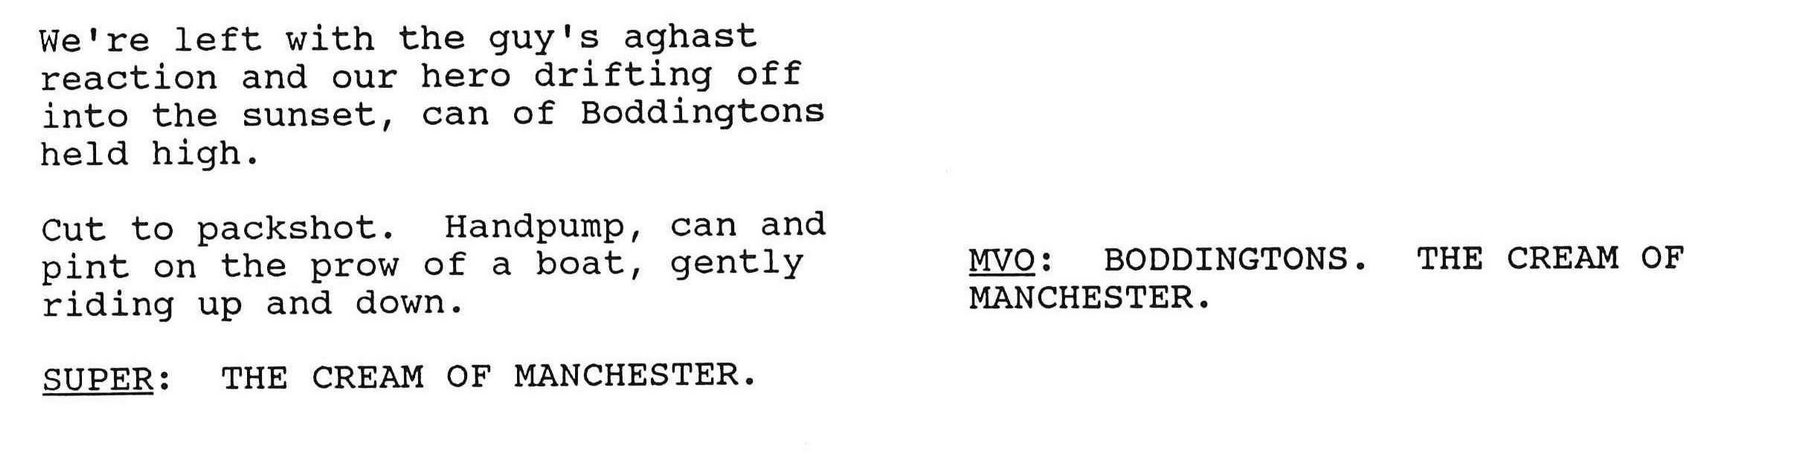 We're left with the guy's aghast
reaction and our hero drifting off
into the sunset, can of Boddingtons
held high.
Cut to packshot.  Handpump, can and
pint on the prow of a boat, gently
riding up and down.
SUPER:  THE CREAM OF MANCHESTER.
MVO:  BODDINGTONS.  THE CREAM OF
MANCHESTER.